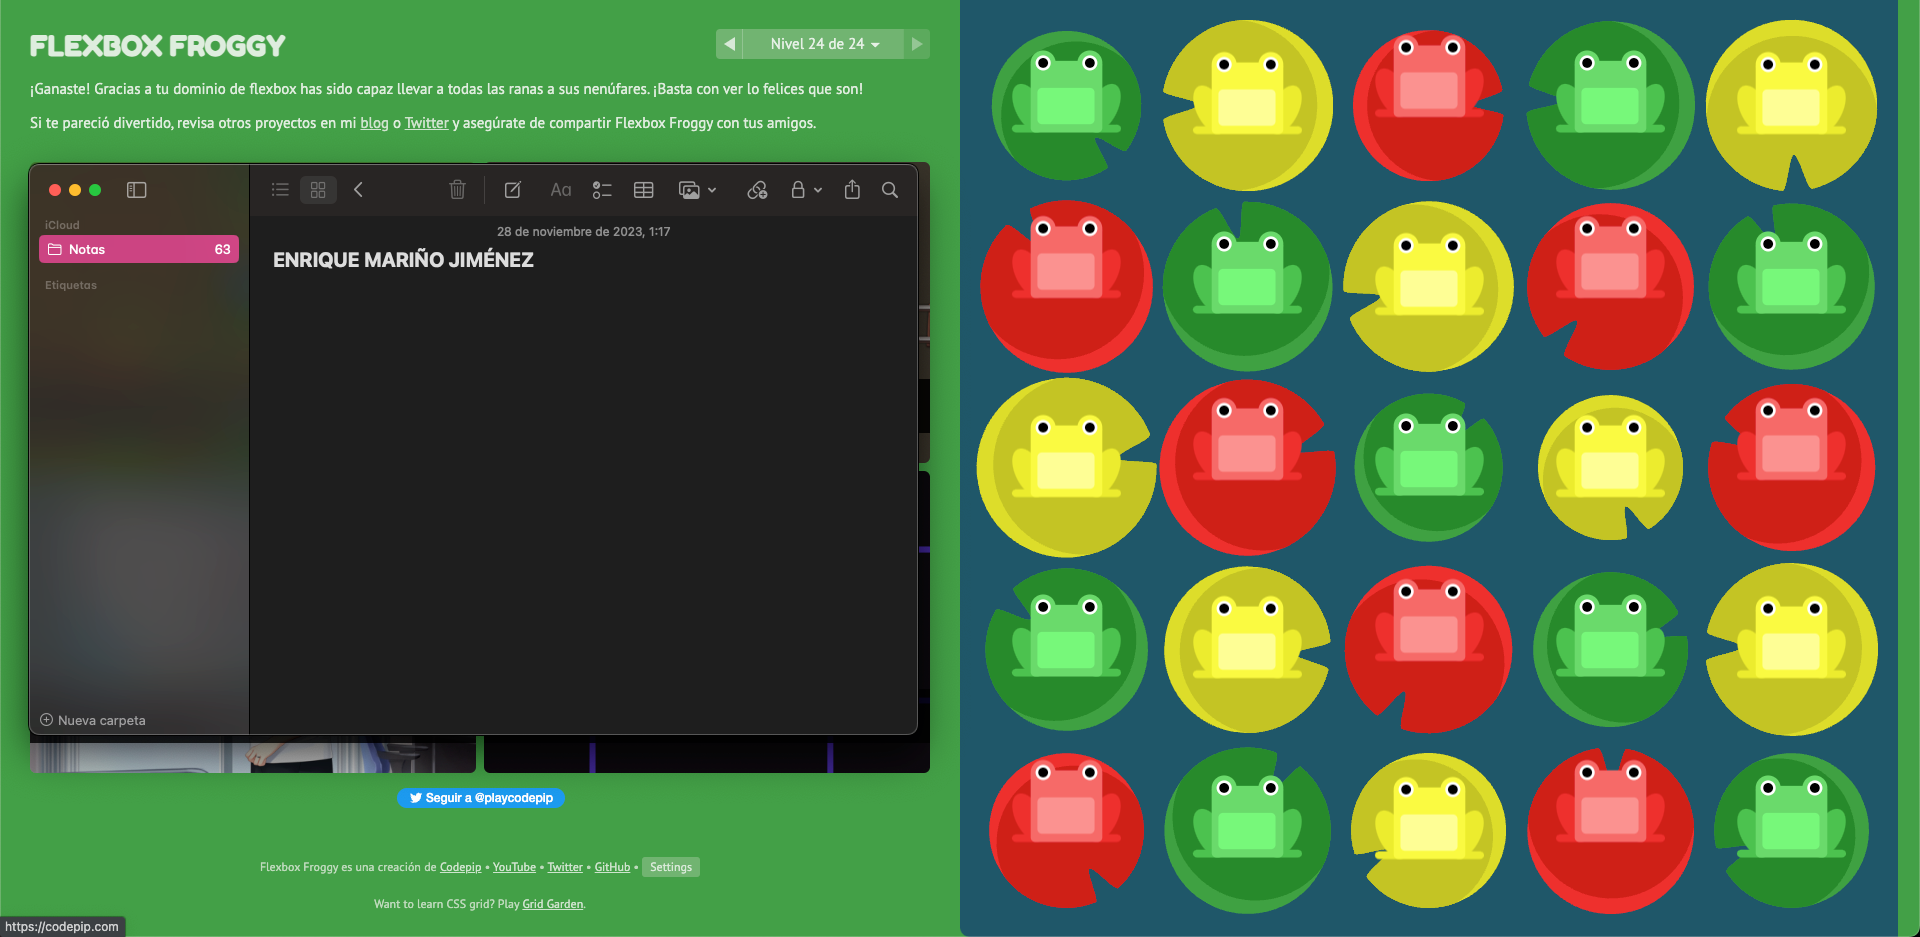 FLEXBOX FROGGY
Nivel 24 de 24
¡Ganaste! Gracias a tu dominio de flexbox has sido capaz llevar a todas las ranas a sus nenúfares. ¡Basta con ver lo felices que son!
Si te pareció divertido, revisa otros proyectos en mi blog o Twitter y asegúrate de compartir Flexbox Froggy con tus amigos.
Aa
iCloud
Notas 63
Etiquetas
28 de noviembre de 2023, 1:17
ENRIQUE MARIÑO JIMÉNEZ
Nueva carpeta
Seguir a @playcodepip
Flexbox Froggy es una creación de Codepip • YouTube • Twitter • GitHub • Settings
Want to learn CSS grid? Play Grid Garden.
https://codepip.com